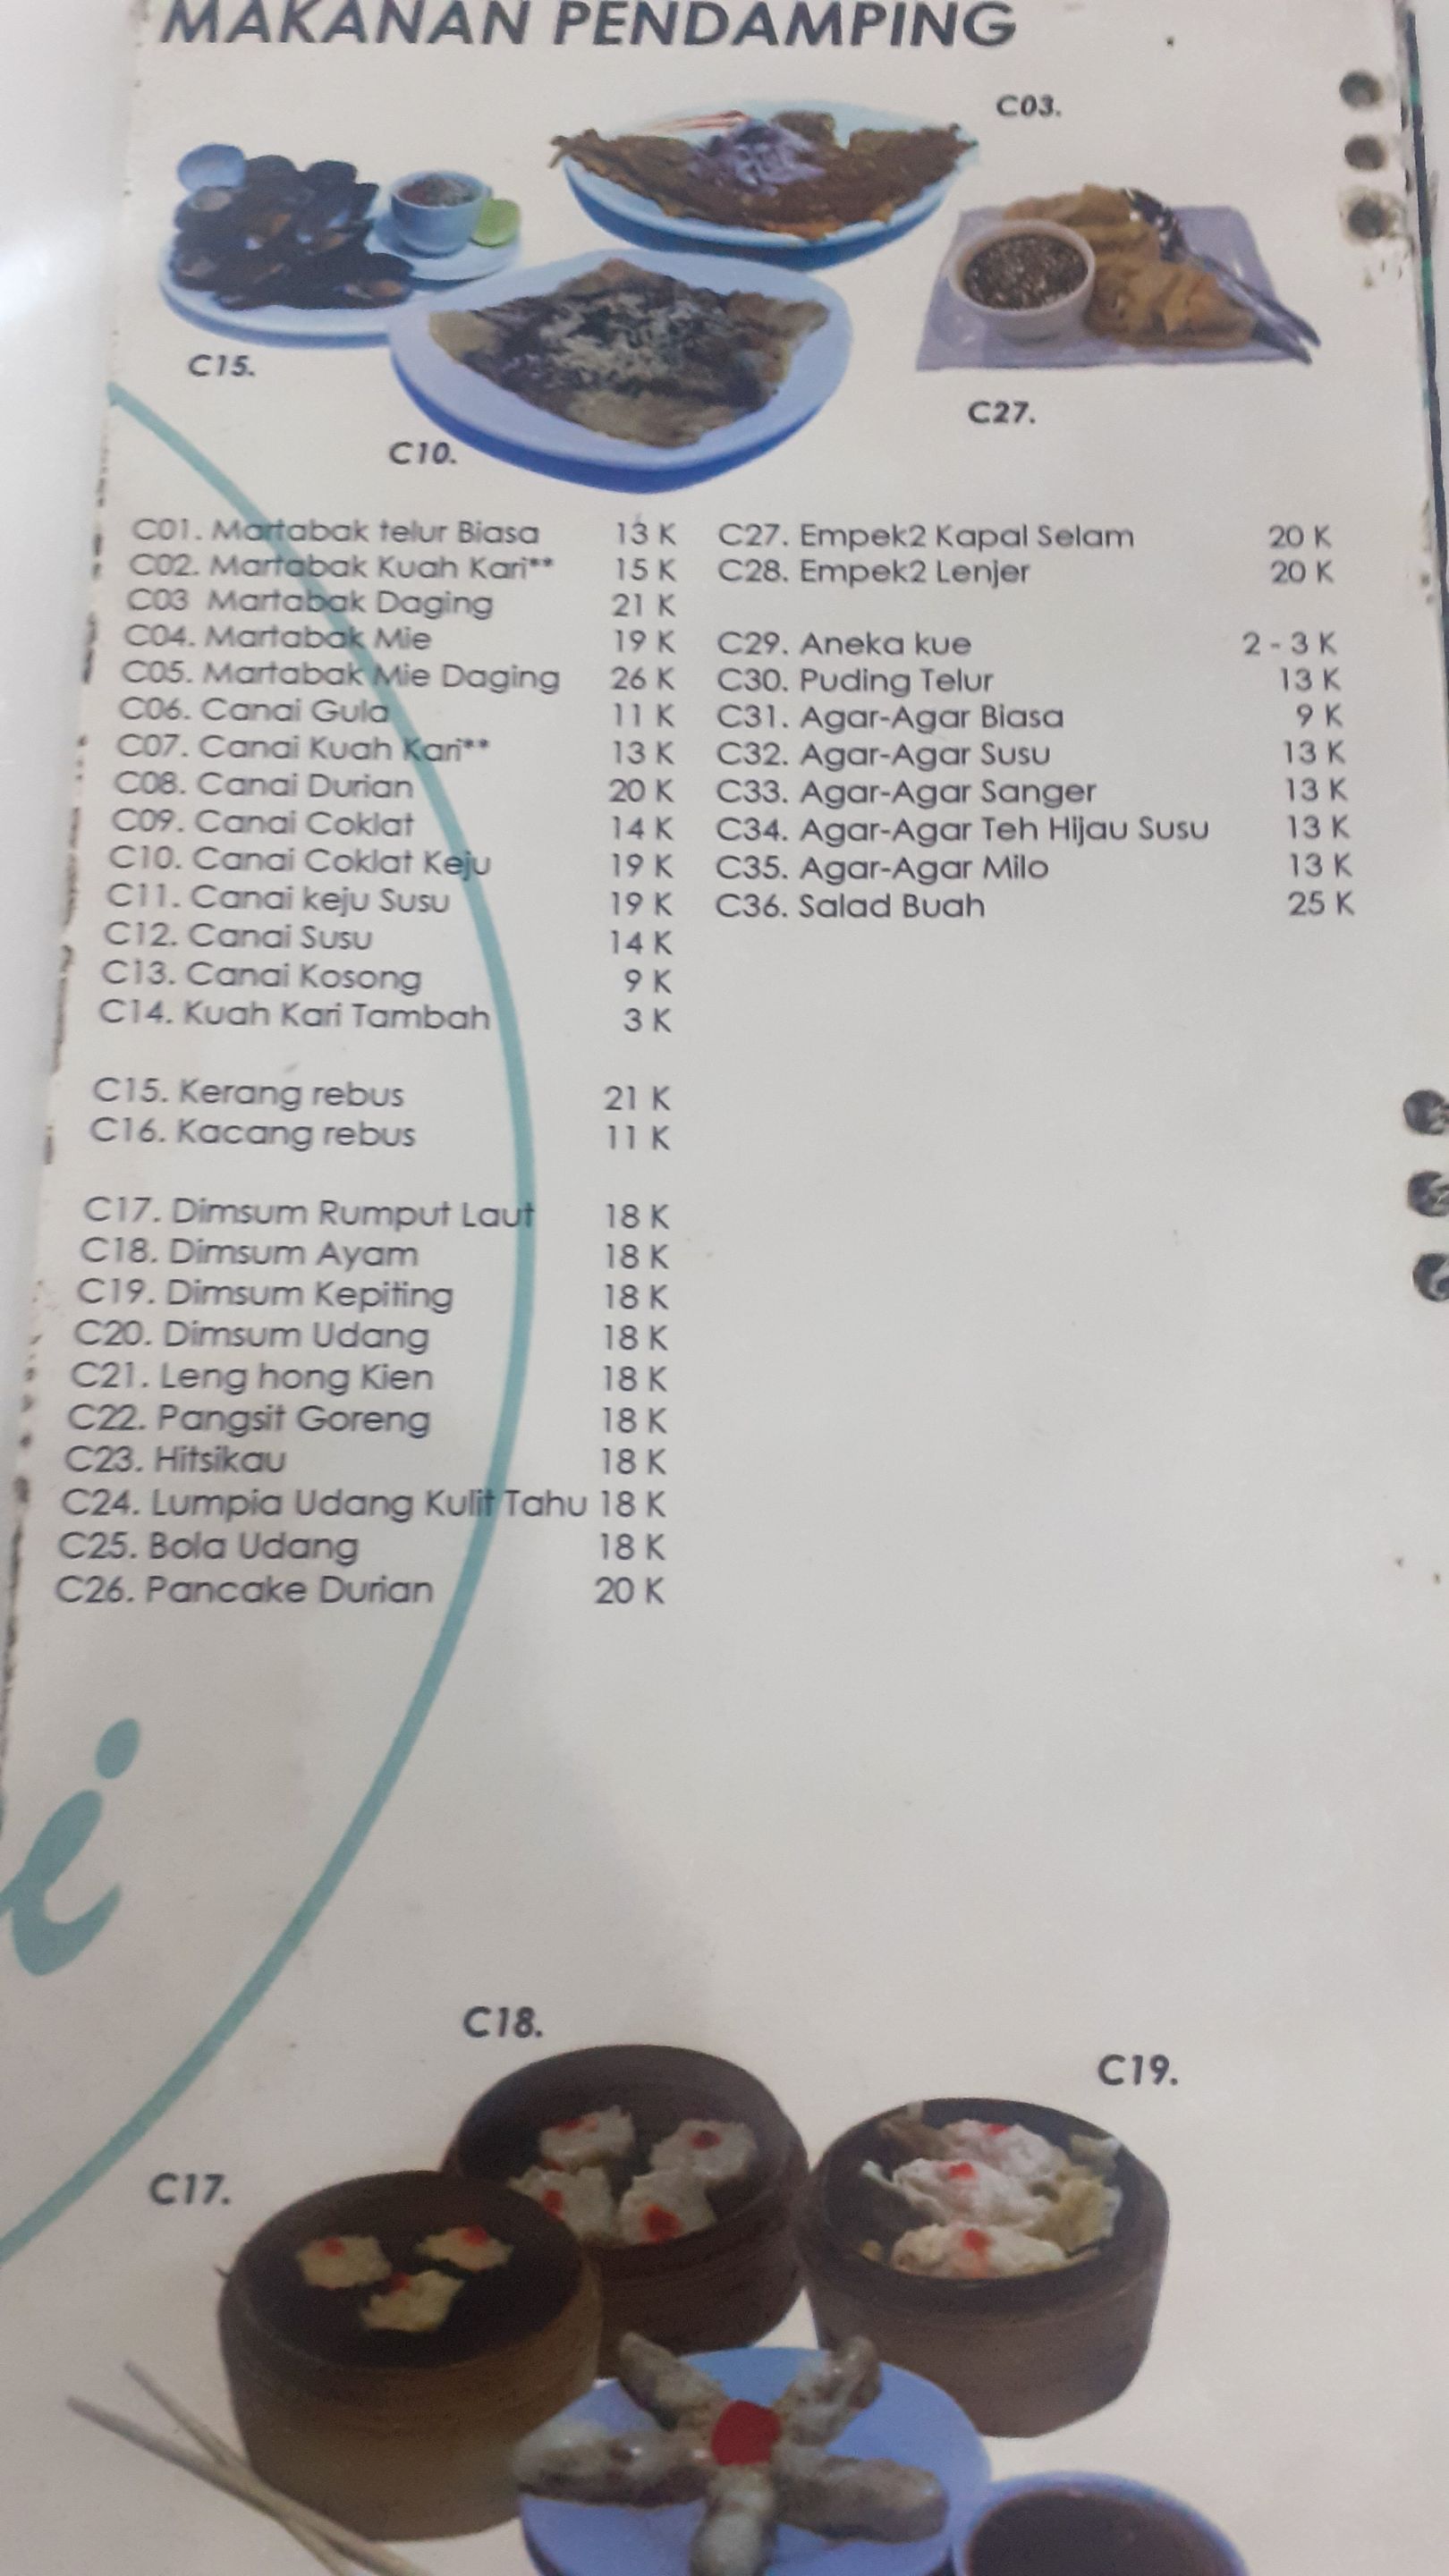 MAKANAN PENDAMPING
C03.
C15.
C27.
C10.
C01. Martabak telur Biasa 13 K
C02. Martabak Kuah Kari** 15 K
C03 Martabak Daging 21 K
C04. Martabak Mie 19 K
C05. Martabak Mie Daging 26 K
C06. Canai Gula 11 K
C07. Canai Kuah Kari** 13 K
C08. Canai Durian 20 K
C09. Canai Coklat 14 K
C10. Canai Coklat Keju 19 K
C11. Canai keju Susu 19 K
C12. Canai Susu 14 K
C13. Canai Kosong 9 K
C14. Kuah Kari Tambah 3 K
C15. Kerang rebus 21 K
C16. Kacang rebus 11 K
C17. Dimsum Rumput Laut 18 K
C18. Dimsum Ayam 18 K
C19. Dimsum Kepiting 18 K
C20. Dimsum Udang 18 K
C21. Leng hong Kien 18 K
C22. Pangsit Goreng 18 K
C23. Hitsikau 18 K
C24. Lumpia Udang Kulit Tahu 18 K
C25. Bola Udang 18 K
C26. Pancake Durian 20 K
C27. Empek2 Kapal Selam 20 K
C28. Empek2 Lenjer 20 K
C29. Aneka kue 2 - 3 K
C30. Puding Telur 13 K
C31. Agar-Agar Biasa 9 K
C32. Agar-Agar Susu 13 K
C33. Agar-Agar Sanger 13 K
C34. Agar-Agar Teh Hijau Susu 13 K
C35. Agar-Agar Milo 13 K
C36. Salad Buah 25 K
i
C18.
C19.
C17.